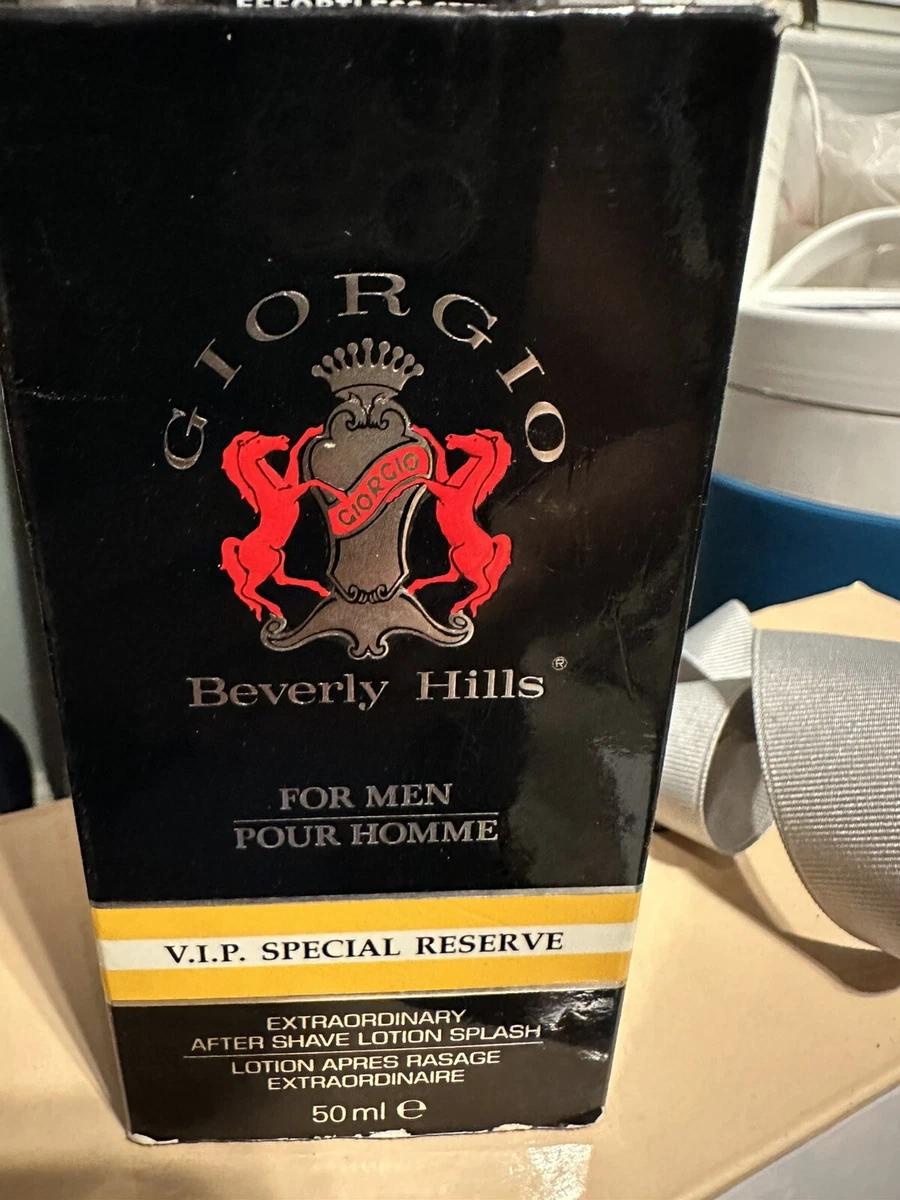 EFFORTLESS
GIORGIO
GIORGIO
Beverly Hills®
FOR MEN
POUR HOMME
V.I.P. SPECIAL RESERVE
EXTRAORDINARY
AFTER SHAVE LOTION SPLASH
LOTION APRES RASAGE
EXTRAORDINAIRE
50 ml ℮